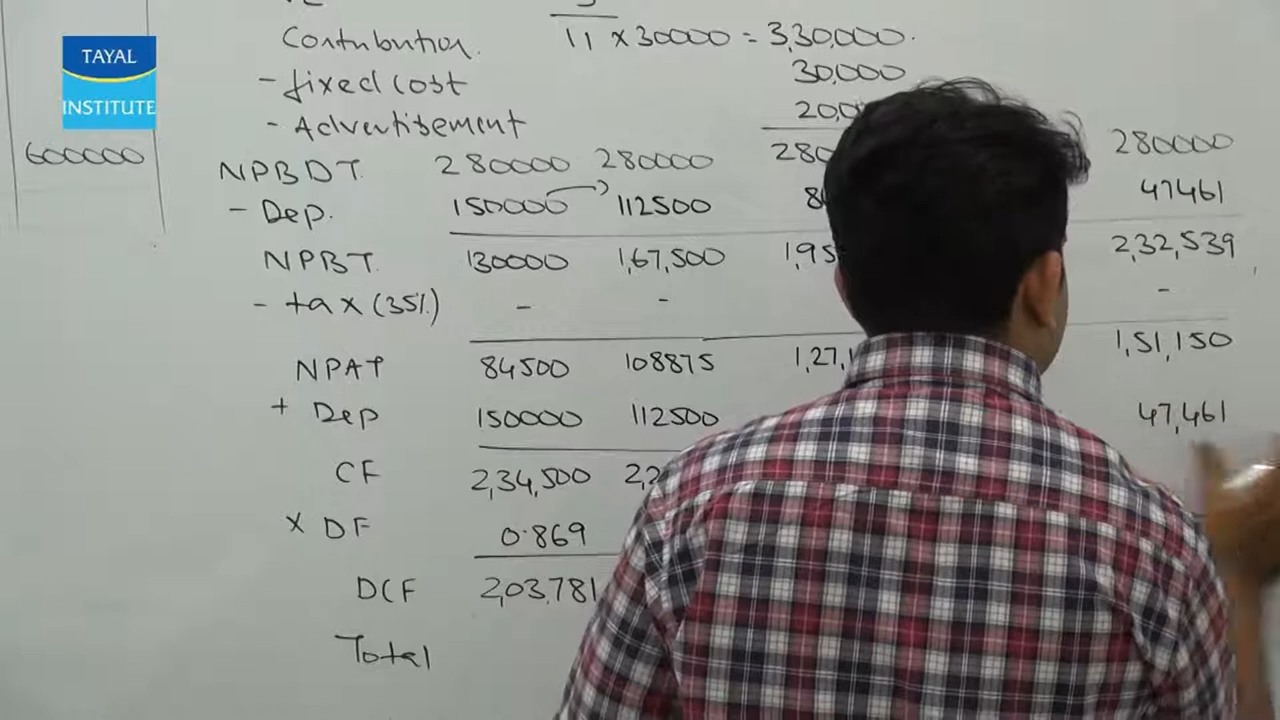 TAYAL
INSTITUTE
Contribution. 11 x 30000 = 3,30,000.
- fixed cost 30,000
- Advertisement
600000
NPBDT. 280000 280000 280000
- Dep. 150000 112500 47461
NPBT. 130000 1,67,500 2,32,539
- tax (35%) - - -
NPAT 84500 108875 1,51,150
+ Dep 150000 112500 47,461
CF 2,34,500
x DF 0.869
DCF 2,03,781
Total